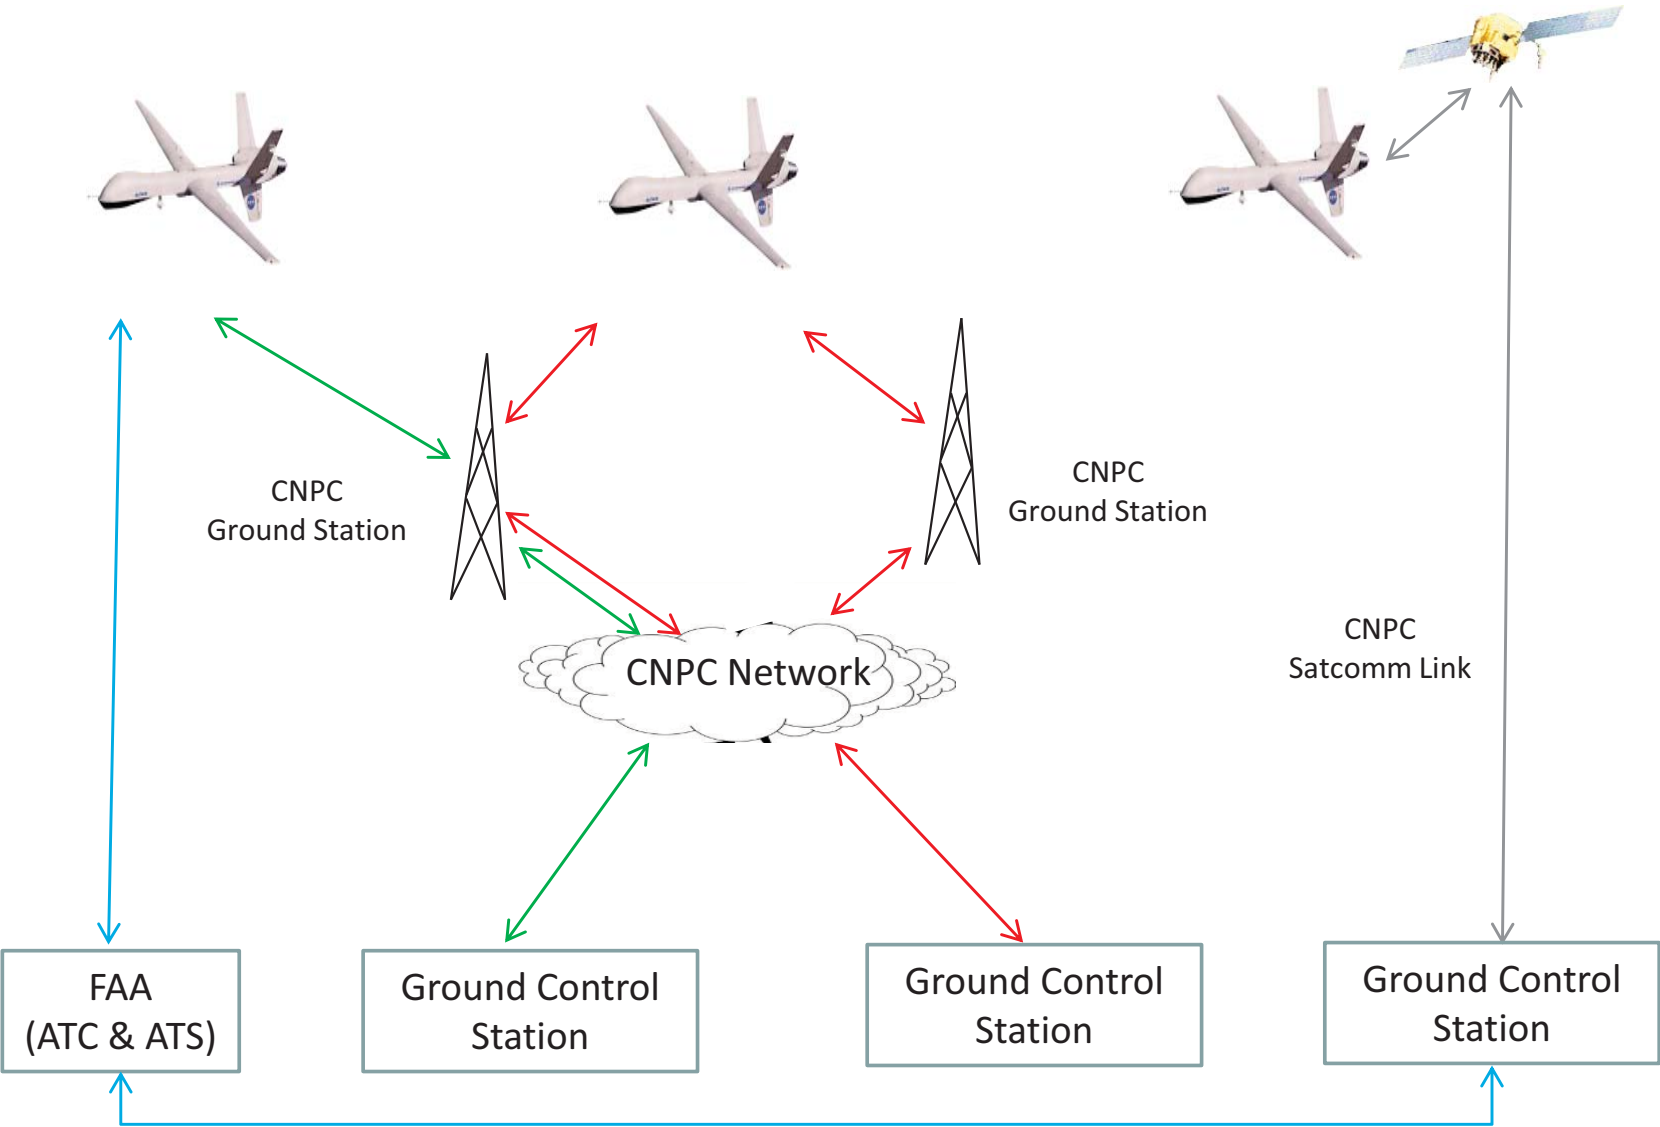 CNPC
Ground Station
CNPC
Ground Station
CNPC Network
CNPC
Satcomm Link
FAA
(ATC & ATS)
Ground Control
Station
Ground Control
Station
Ground Control
Station